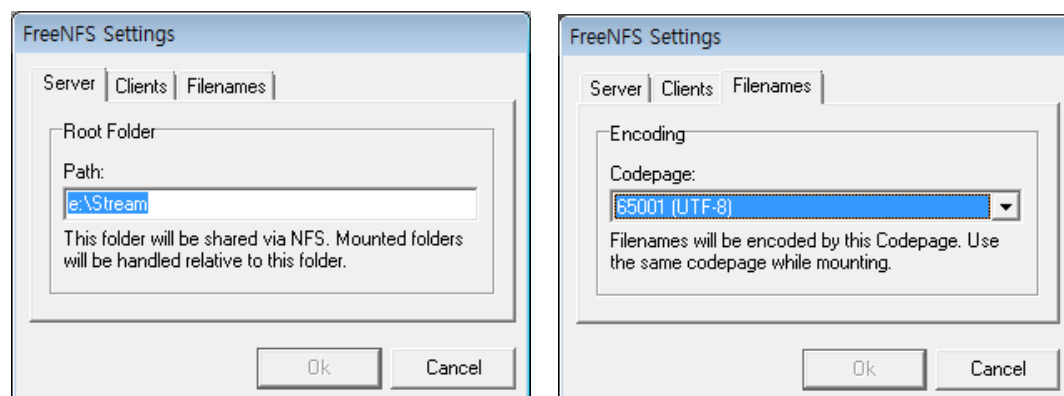 FreeNFS Settings
Server
Clients
Filenames
Root Folder
Path:
e:\Stream
This folder will be shared via NFS. Mounted folders
will be handled relative to this folder.
Ok
Cancel
FreeNFS Settings
Server
Clients
Filenames
Encoding
Codepage:
65001 (UTF-8)
Filenames will be encoded by this Codepage. Use
the same codepage while mounting.
Ok
Cancel